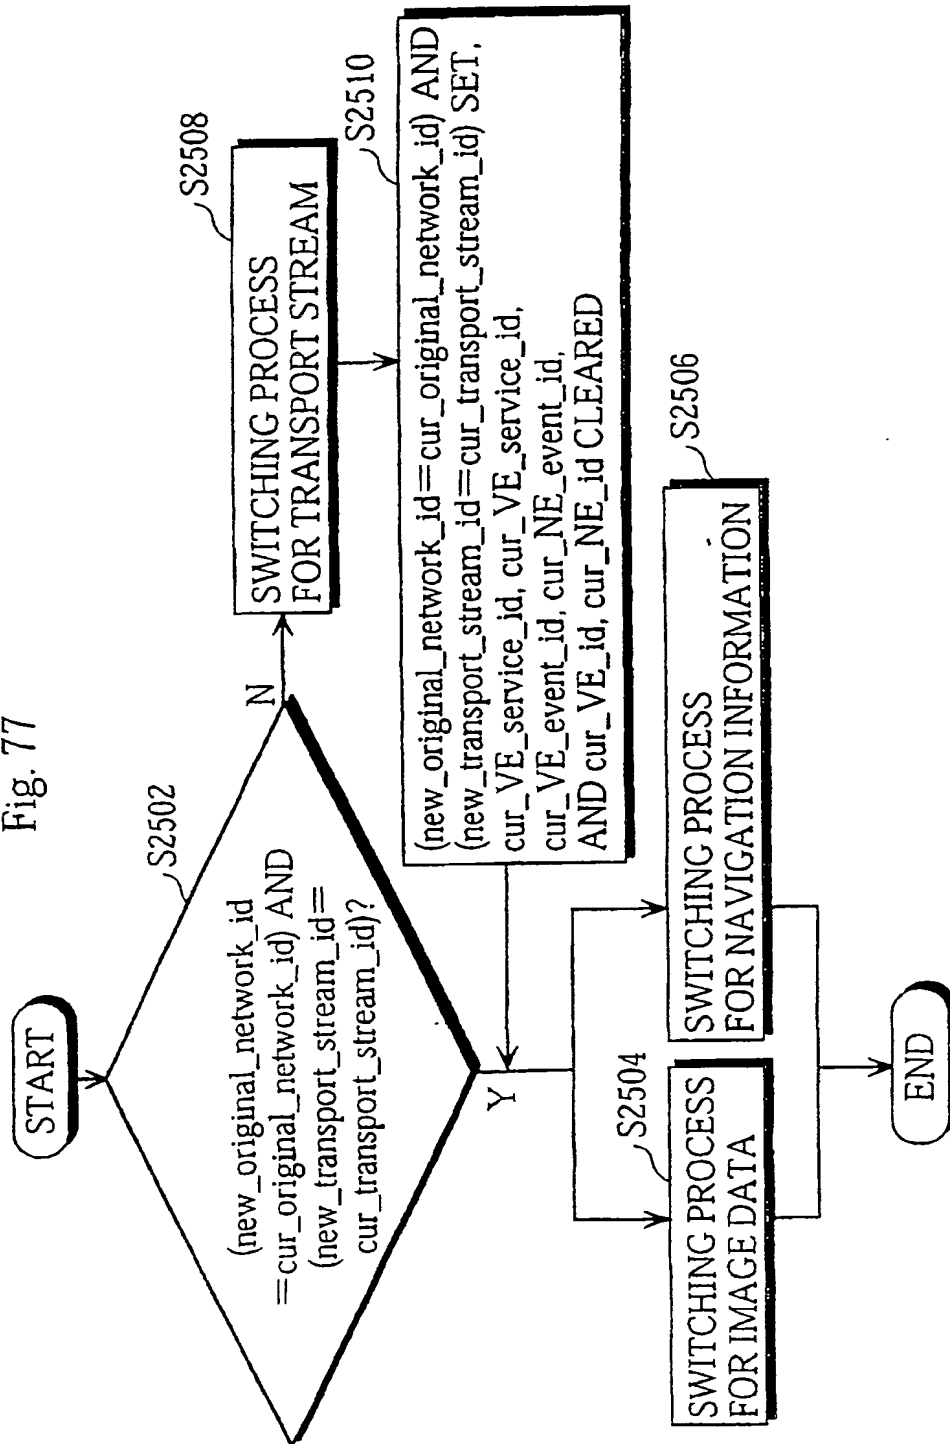 Fig. 77
START
S2502
(new_original_network_id
=cur_original_network_id) AND
(new_transport_stream_id=
cur_transport_stream_id)?
N
Y
S2508
SWITCHING PROCESS
FOR TRANSPORT STREAM
S2510
(new_original_network_id=cur_original_network_id) AND
(new_transport_stream_id=cur_transport_stream_id) SET,
cur_VE_service_id, cur_VE_service_id,
cur_VE_event_id, cur_NE_event_id,
AND cur_VE_id, cur_NE_id CLEARED
S2504
SWITCHING PROCESS
FOR IMAGE DATA
S2506
SWITCHING PROCESS
FOR NAVIGATION INFORMATION
END